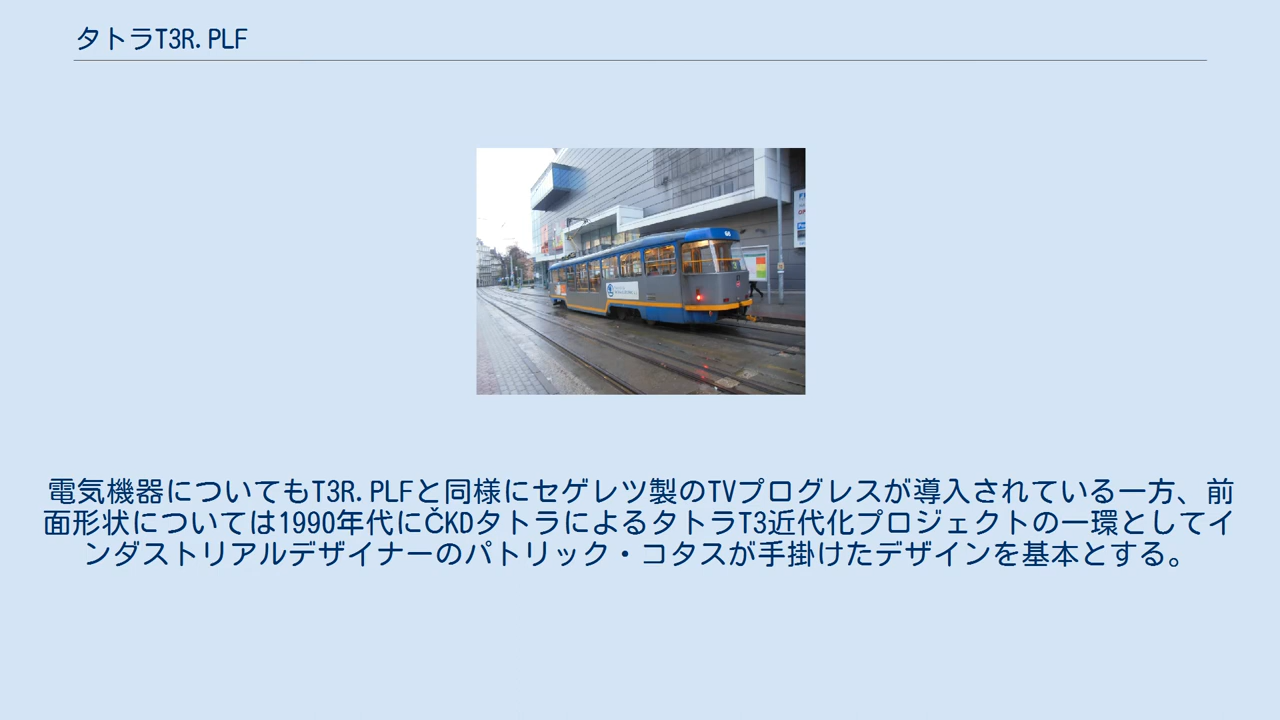 タトラT3R.PLF
電気機器についてもT3R.PLFと同様にセゲレツ製のTVプログレスが導入されている一方、前
面形状については1990年代にČKDタトラによるタトラT3近代化プロジェクトの一環としてイ
ンダストリアルデザイナーのパトリック・コタスが手掛けたデザインを基本とする。